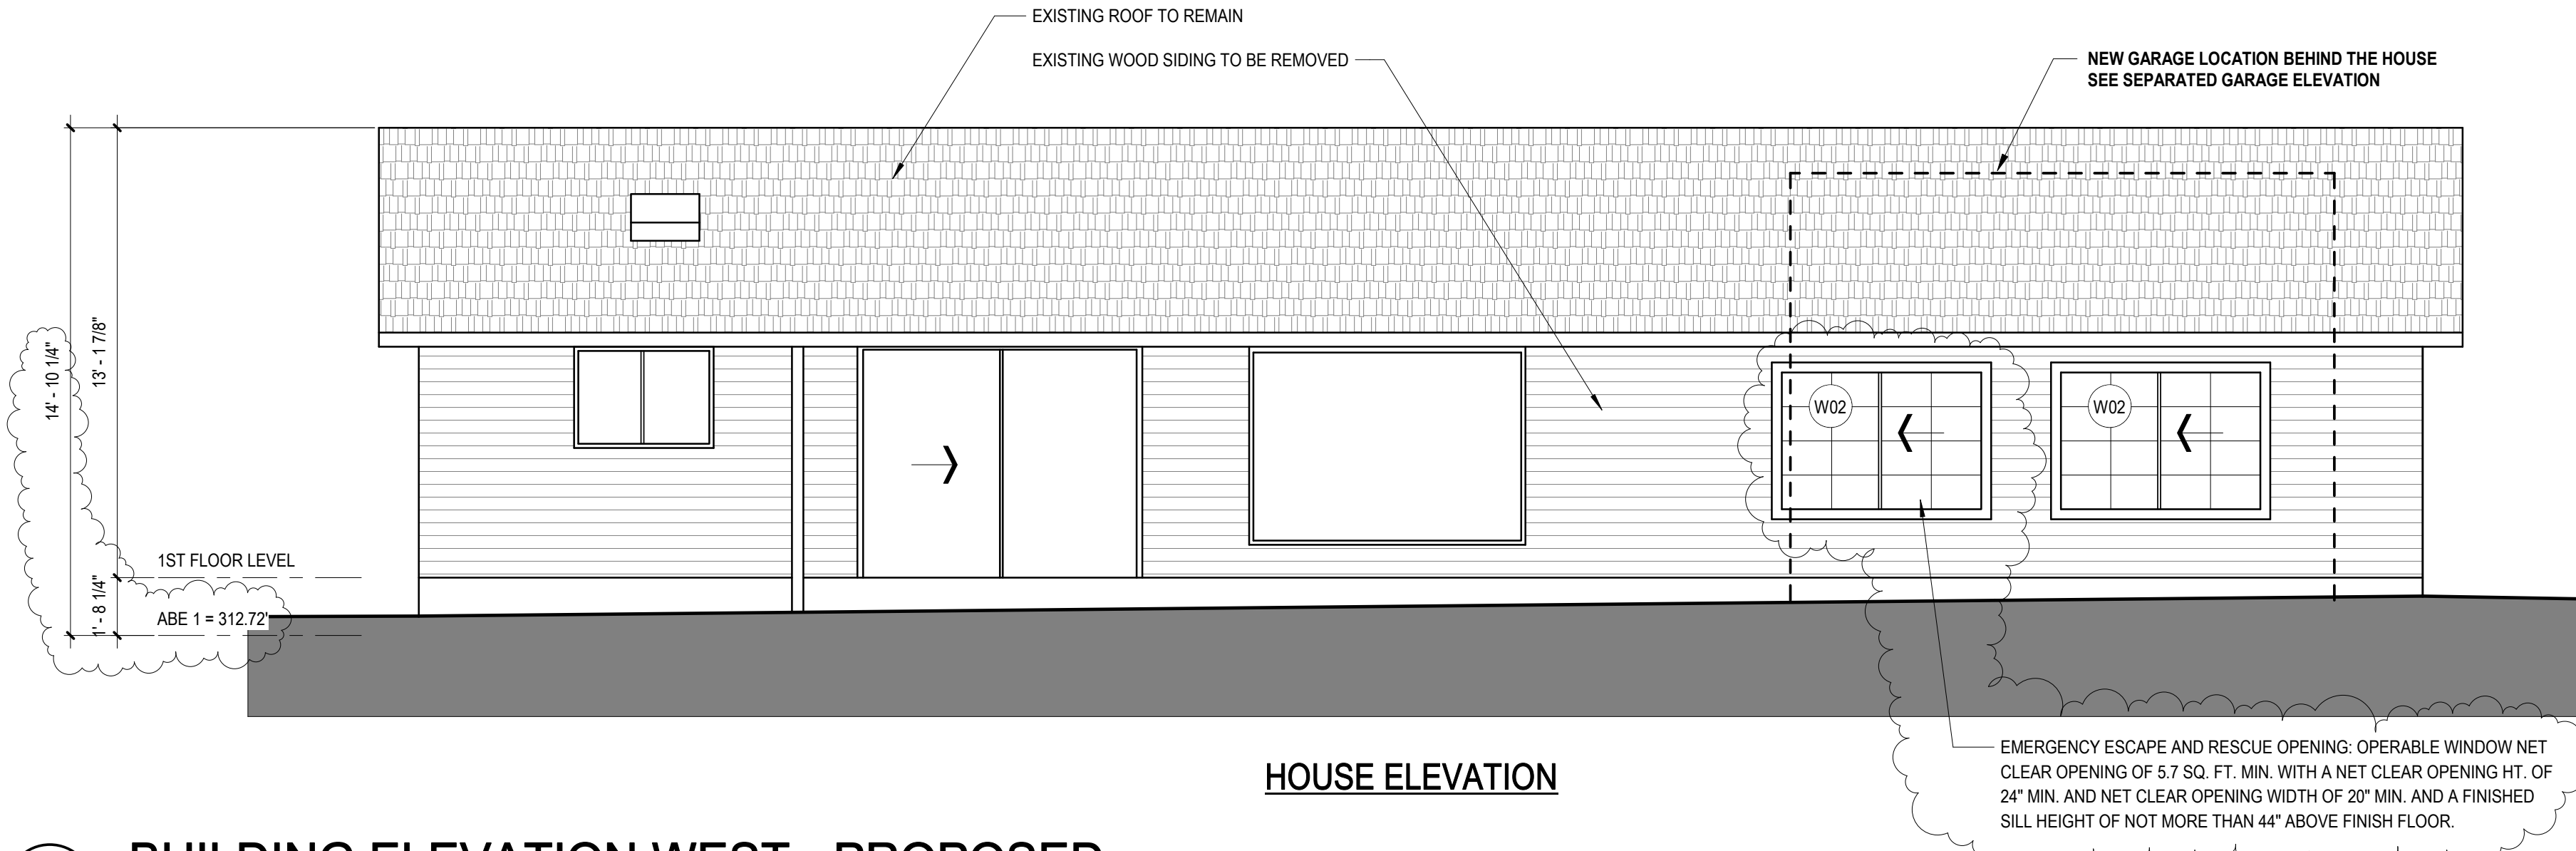 EXISTING ROOF TO REMAIN
EXISTING WOOD SIDING TO BE REMOVED
NEW GARAGE LOCATION BEHIND THE HOUSE
SEE SEPARATED GARAGE ELEVATION
14' - 10 1/4"
13' - 1 7/8"
1' - 8 1/4"
1ST FLOOR LEVEL
ABE 1 = 312.72'
W02
W02
HOUSE ELEVATION
EMERGENCY ESCAPE AND RESCUE OPENING: OPERABLE WINDOW NET
CLEAR OPENING OF 5.7 SQ. FT. MIN. WITH A NET CLEAR OPENING HT. OF
24" MIN. AND NET CLEAR OPENING WIDTH OF 20" MIN. AND A FINISHED
SILL HEIGHT OF NOT MORE THAN 44" ABOVE FINISH FLOOR.
BUILDING ELEVATION WEST - PROPOSED